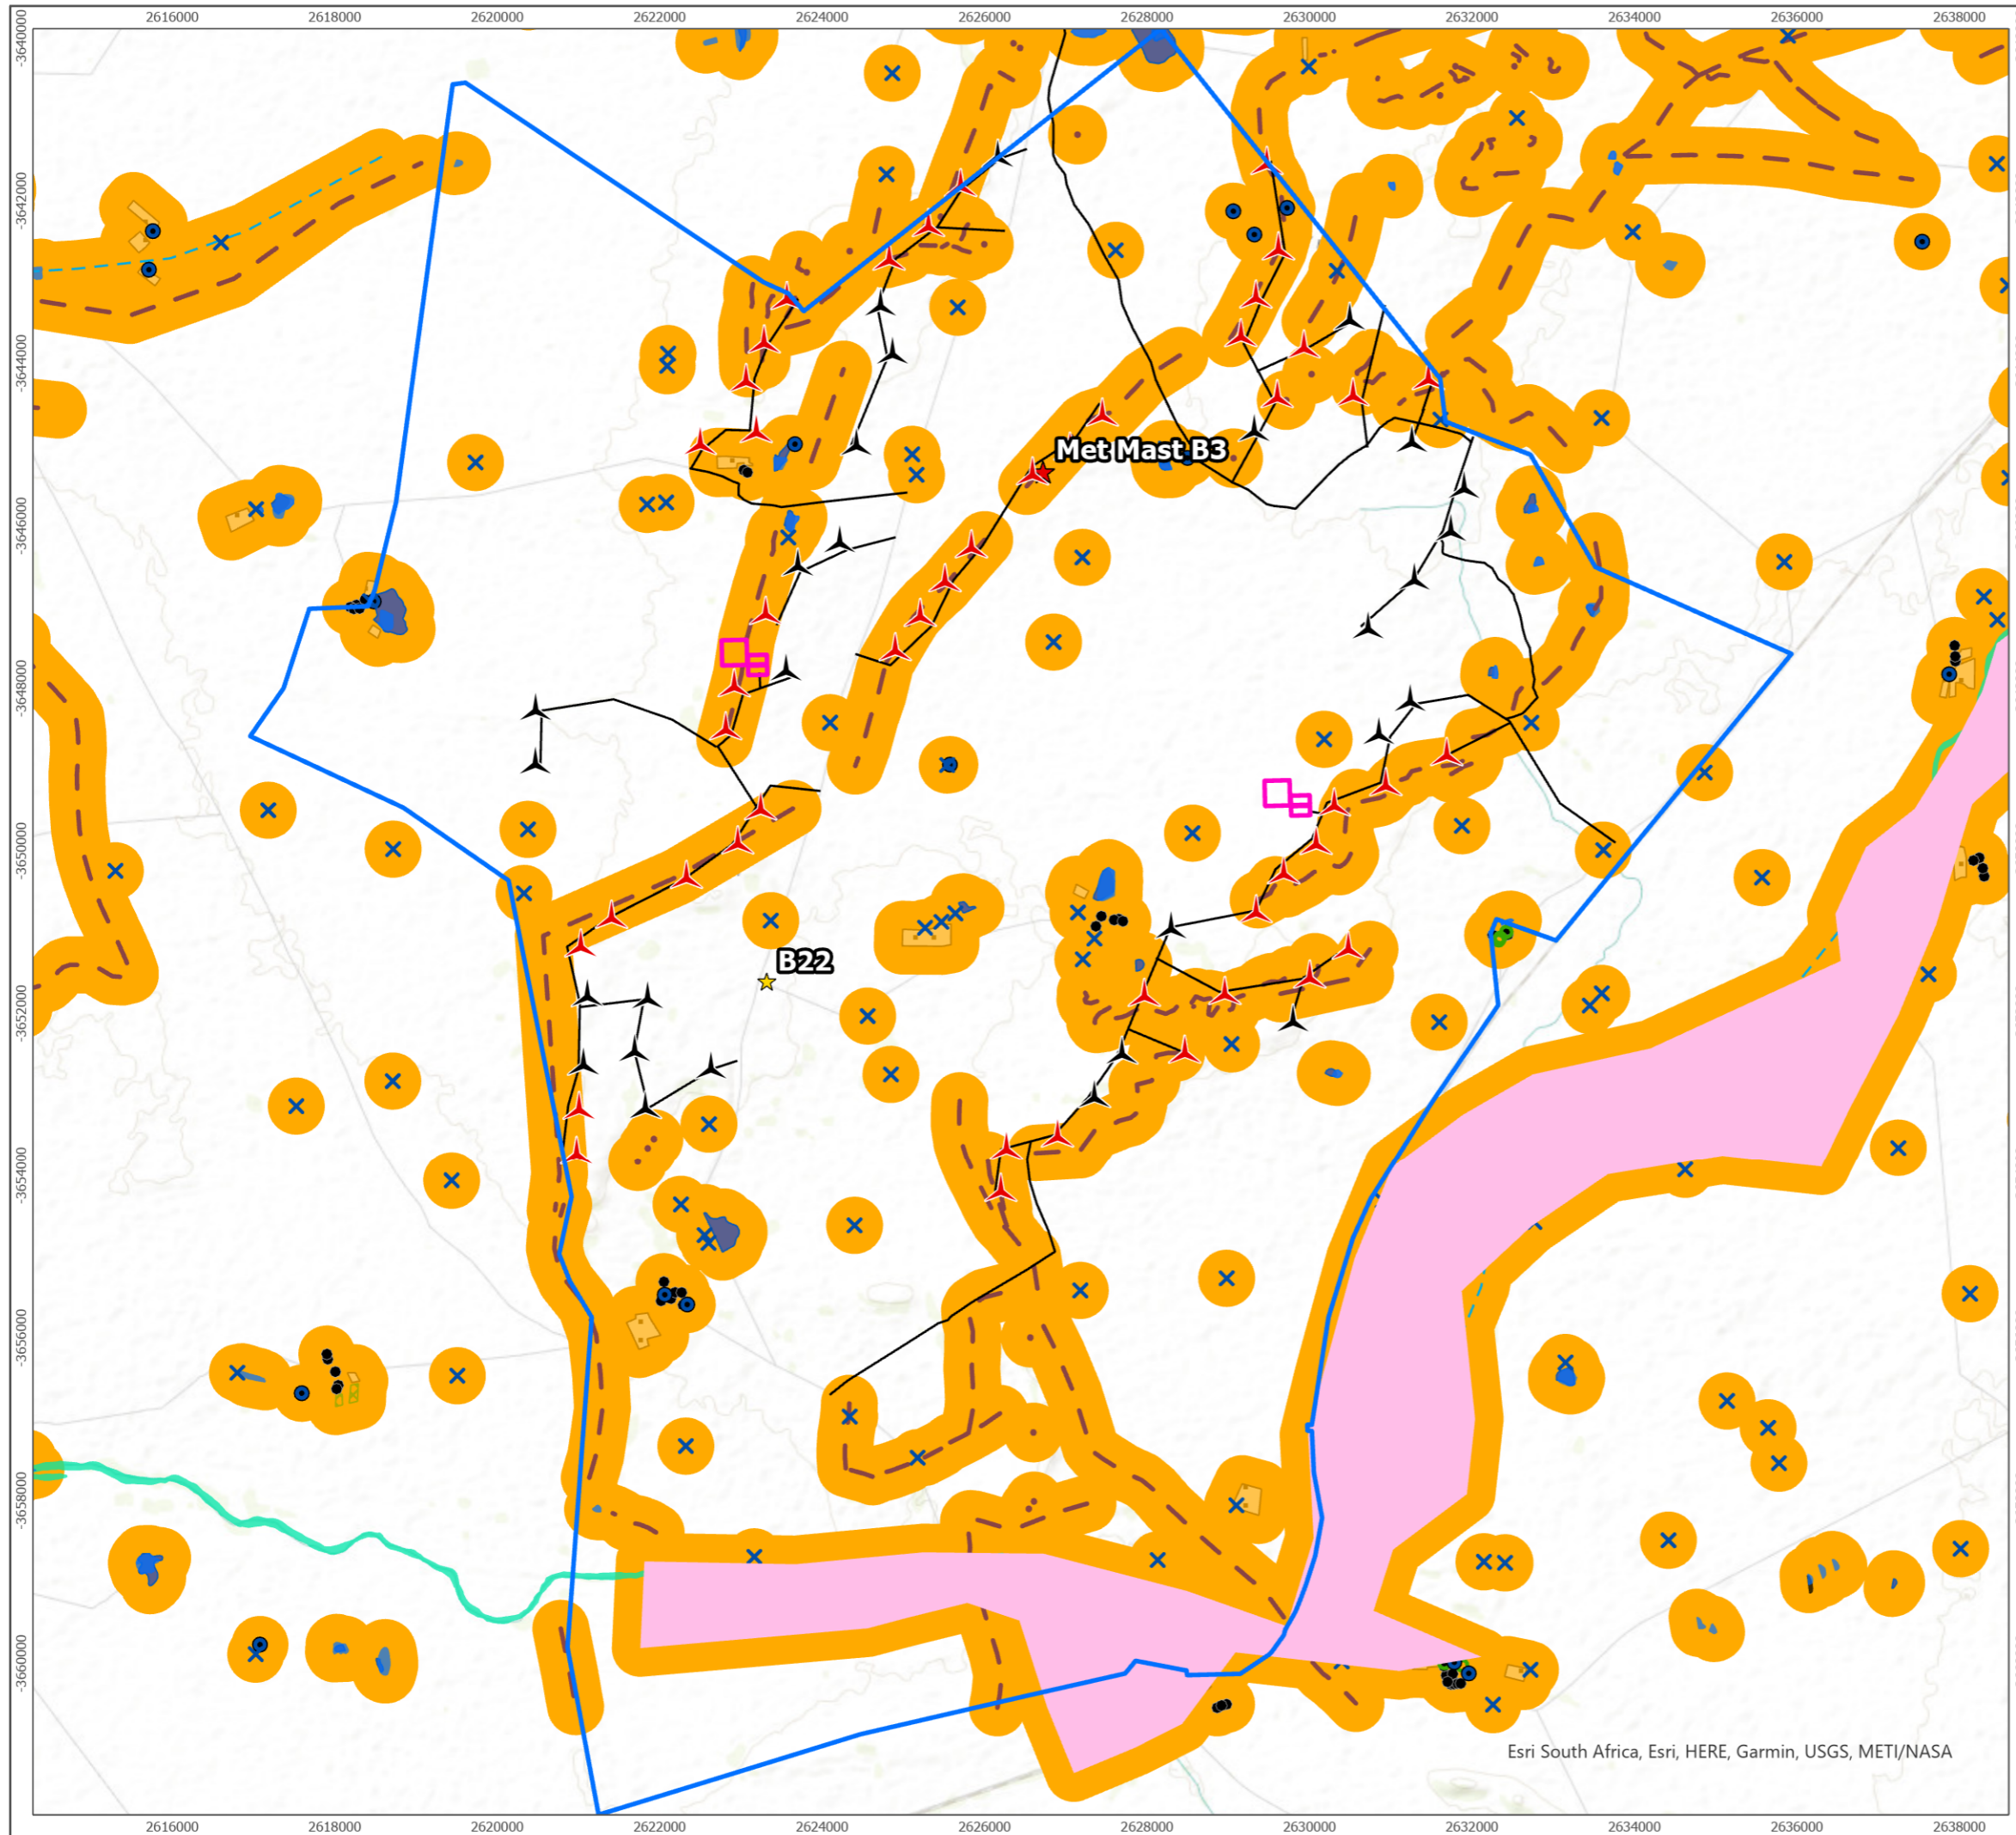 2616000 2618000 2620000 2622000 2624000 2626000 2628000 2630000 2632000 2634000 2636000 2638000
-3640000
-3642000
-3644000
Met Mast B3
-3646000
-3648000
-3650000
B22
-3652000
-3654000
-3656000
-3658000
-3660000
Esri South Africa, Esri, HERE, Garmin, USGS, METI/NASA
2616000 2618000 2620000 2622000 2624000 2626000 2628000 2630000 2632000 2634000 2636000 2638000